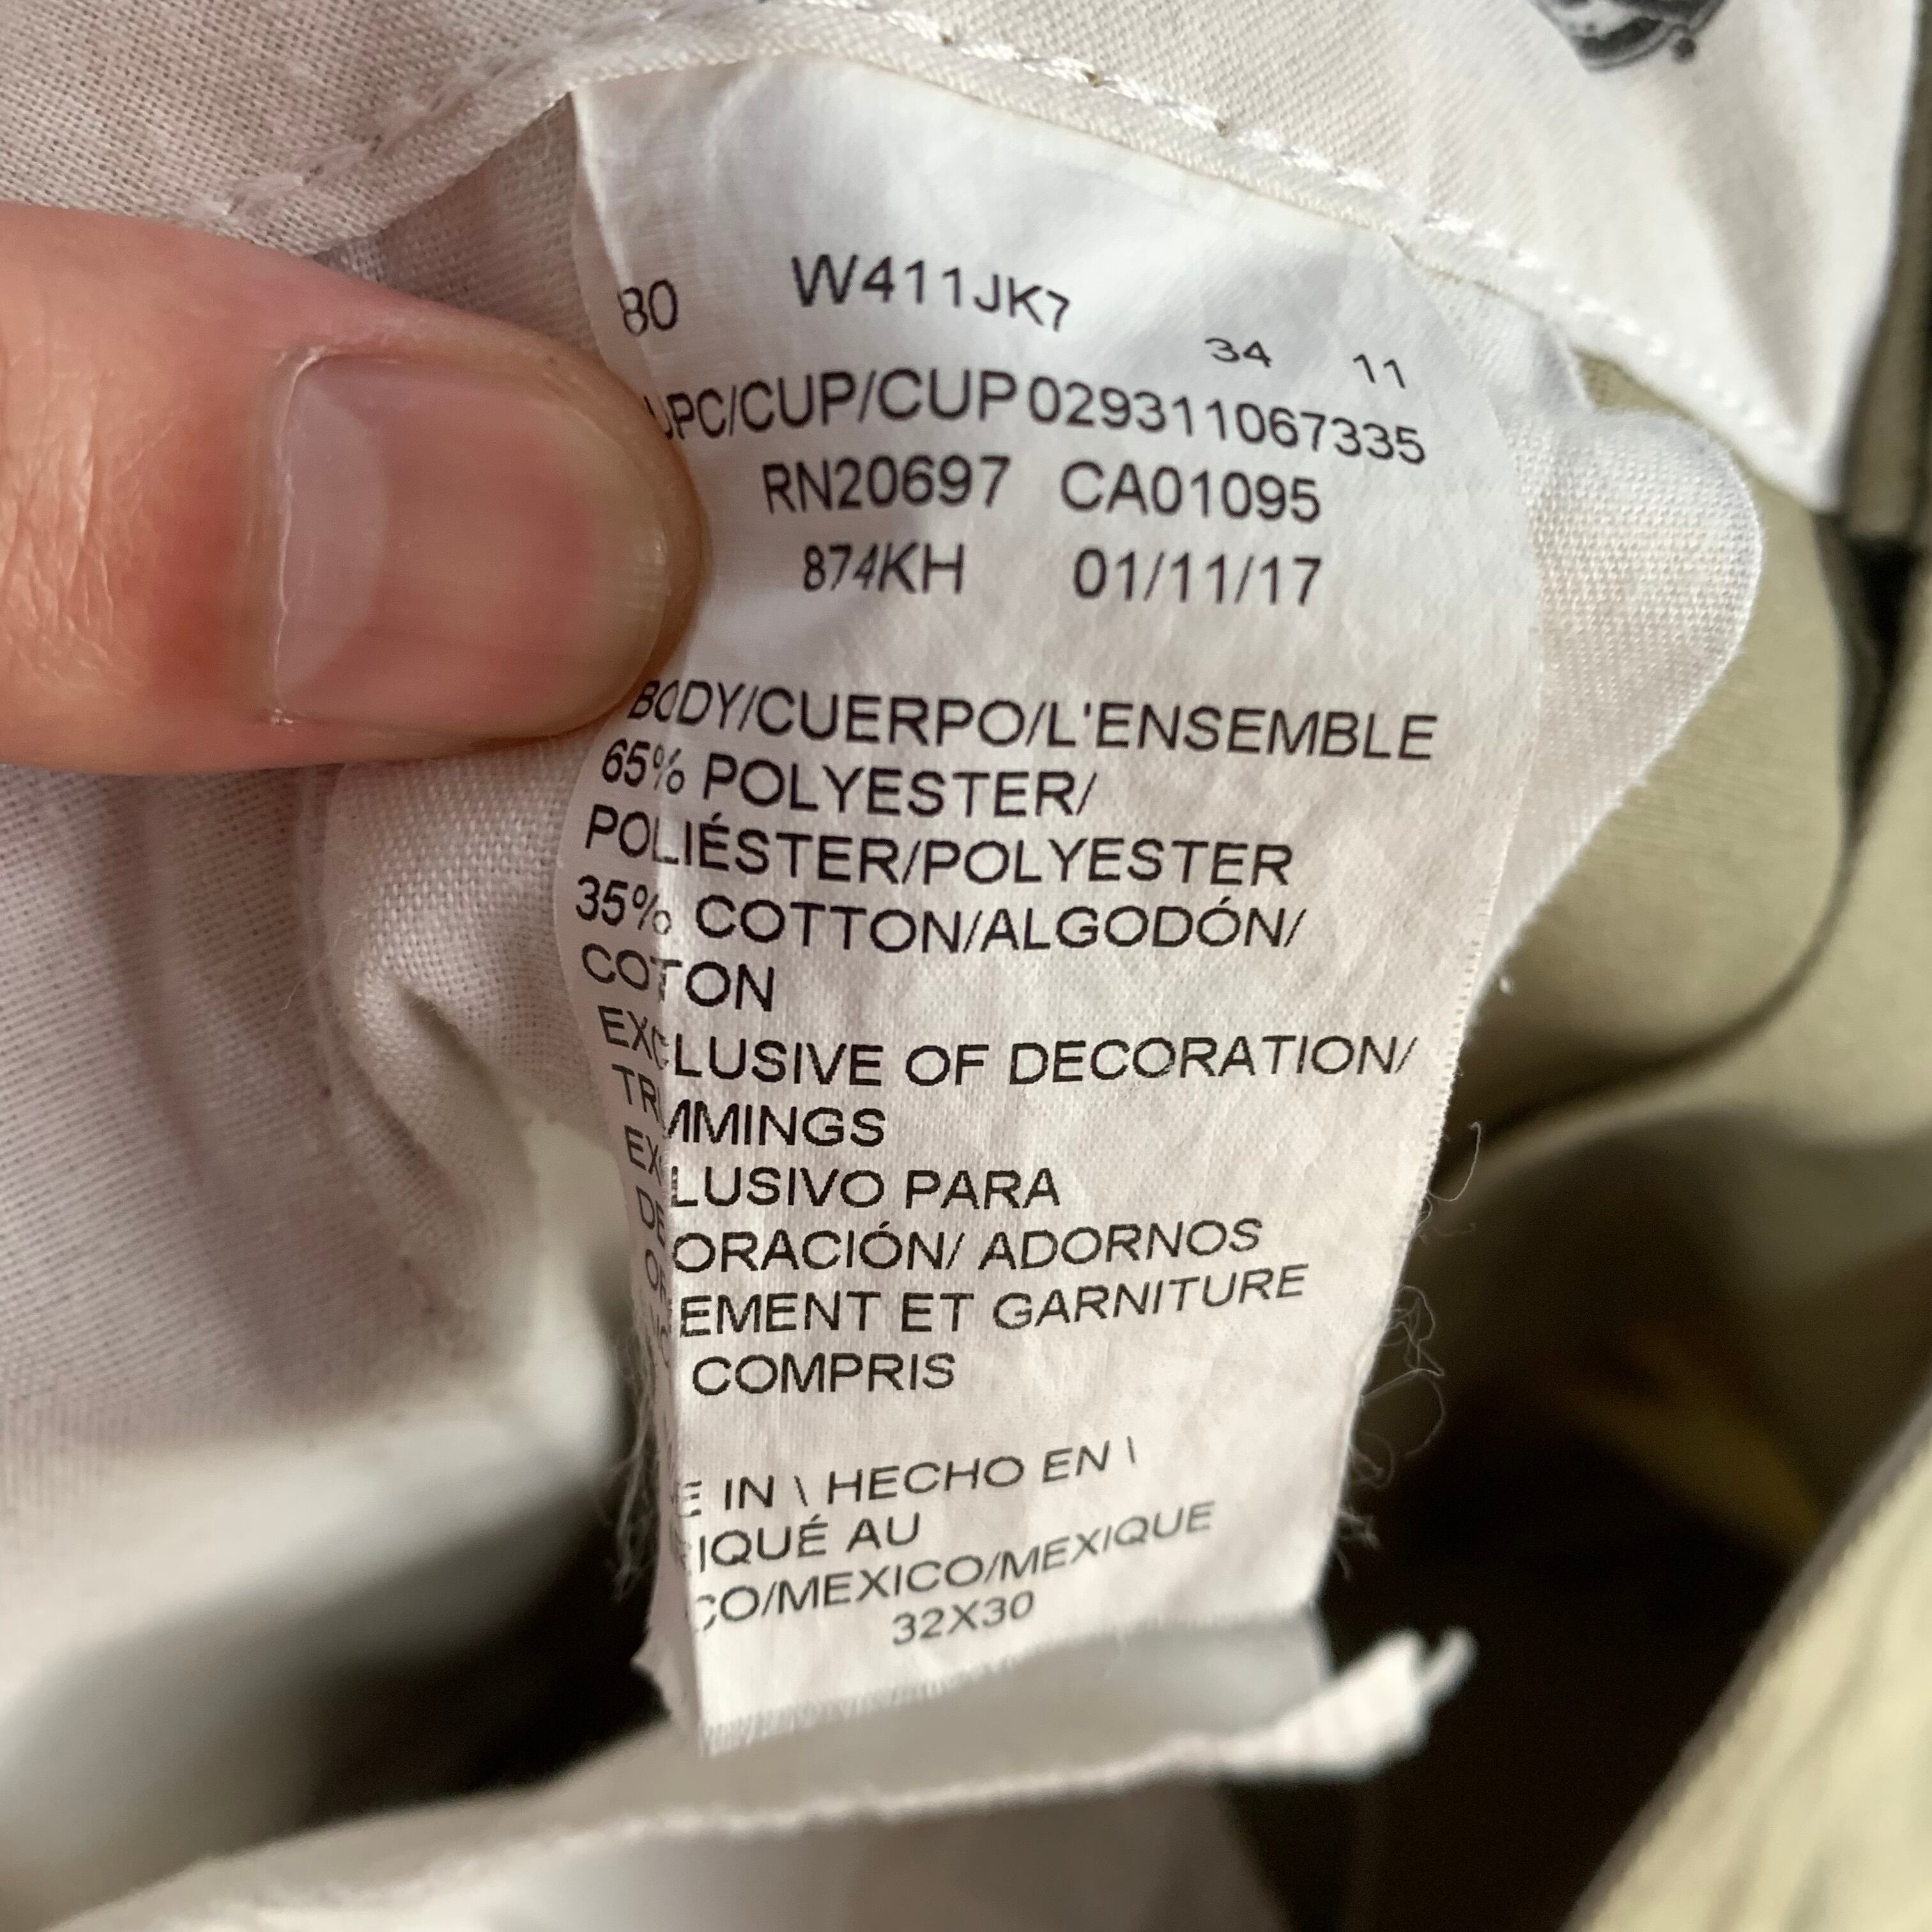 80 W411JK7 34 11
UPC/CUP/CUP 029311067335
RN20697 CA01095
874KH 01/11/17
BODY/CUERPO/L'ENSEMBLE
65% POLYESTER/
POLIÉSTER/POLYESTER
35% COTTON/ALGODÓN/
COTON
EXCLUSIVE OF DECORATION/
TRIMMINGS
EXCLUSIVO PARA
DECORACIÓN/ ADORNOS
ORNEMENT ET GARNITURE
COMPRIS
IN \ HECHO EN \
AU
CO/MEXICO/MEXIQUE
32X30